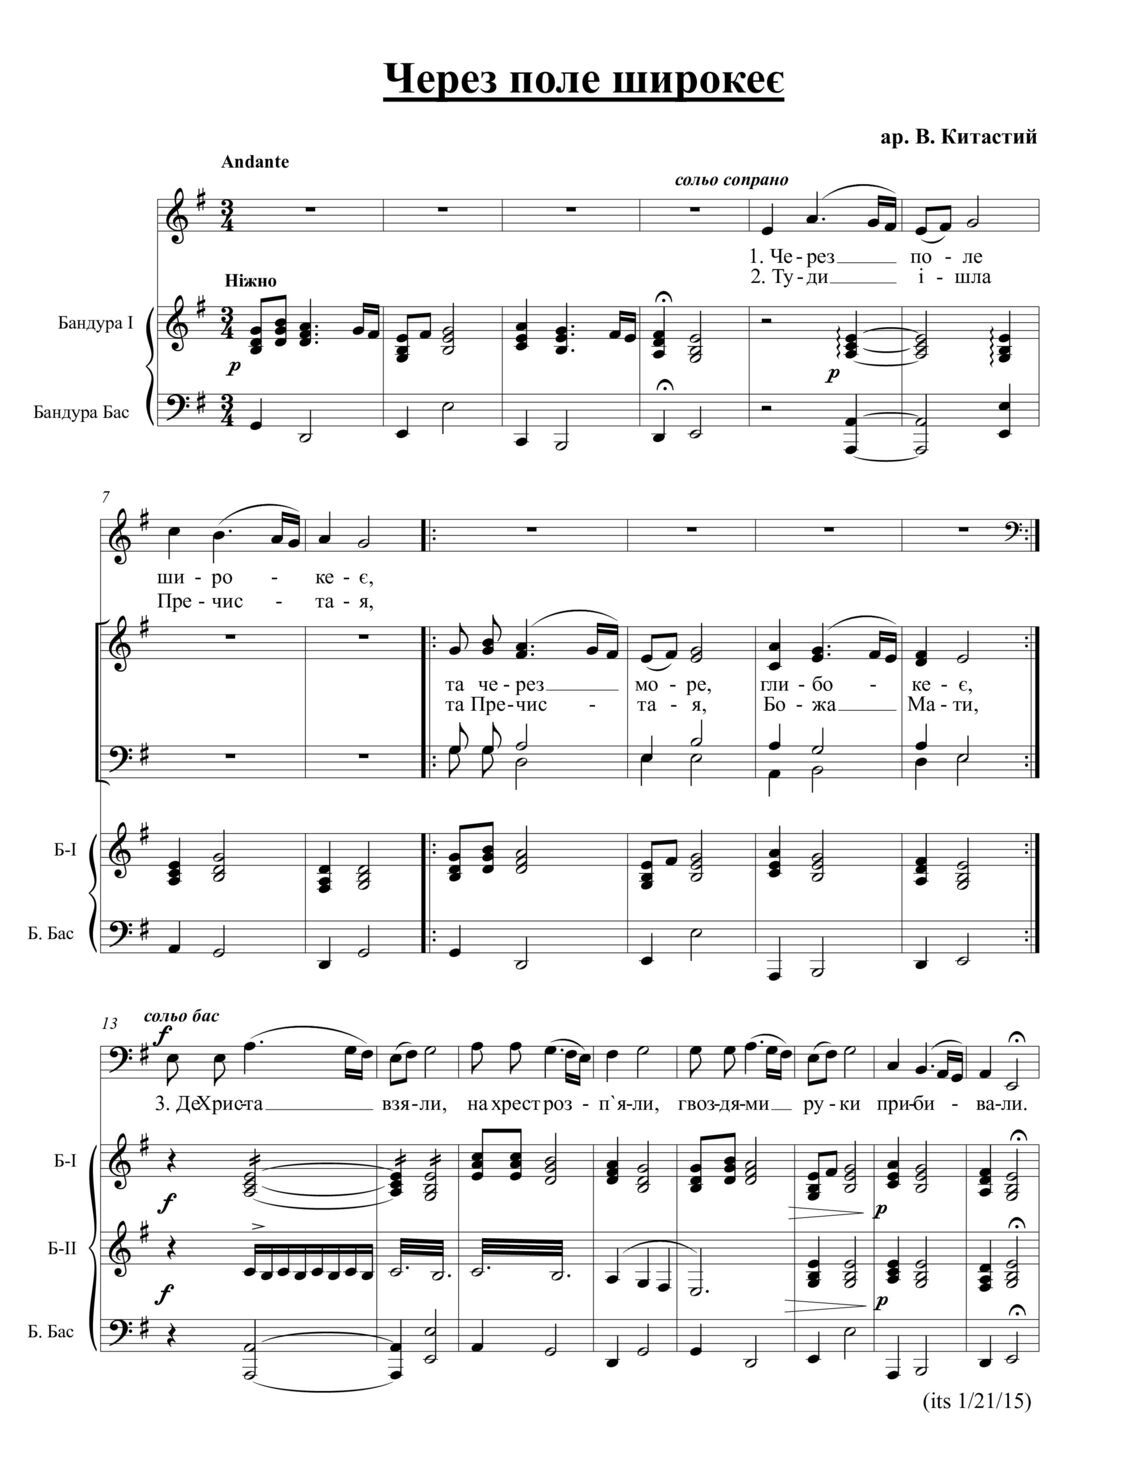 Через поле широкеє
ар. В. Китастий
Andante
сольо сопрано
1. Че - рез по - ле
2. Ту - ди і - шла
Ніжно
Бандура I
p
p
Бандура Бас
7
ши - ро - ке - є,
Пре - чис - та - я,
та че - рез мо - ре, гли - бо - ке - є,
та Пре - чис - та - я, Бо - жа Ма - ти,
Б-I
Б. Бас
13
сольо бас
f
3. Де Хрис - та взя - ли, на хрест роз - п`я - ли, гвоз - дя - ми ру - ки при - би - ва - ли.
Б-I
f
p
Б-II
f
p
Б. Бас
(its 1/21/15)